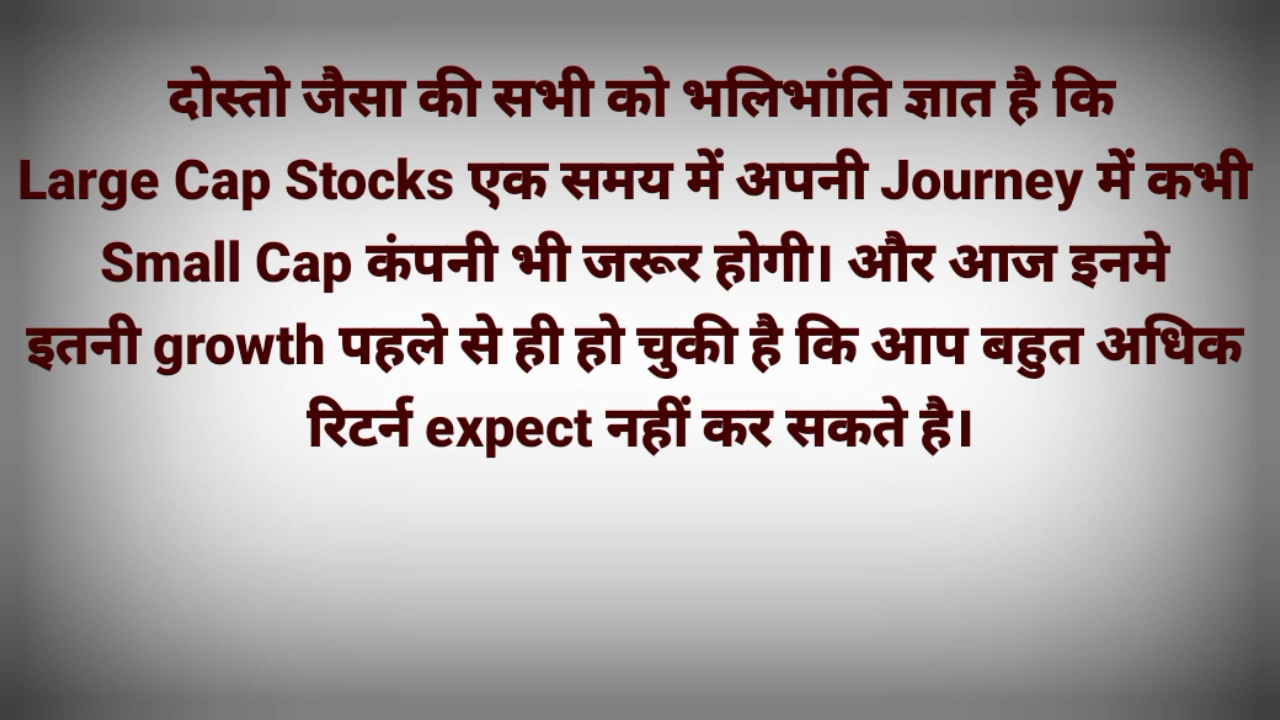 दोस्तो जैसा की सभी को भलिभांति ज्ञात है कि
Large Cap Stocks एक समय में अपनी Journey में कभी
Small Cap कंपनी भी जरूर होगी। और आज इनमे
इतनी growth पहले से ही हो चुकी है कि आप बहुत अधिक
रिटर्न expect नहीं कर सकते है।